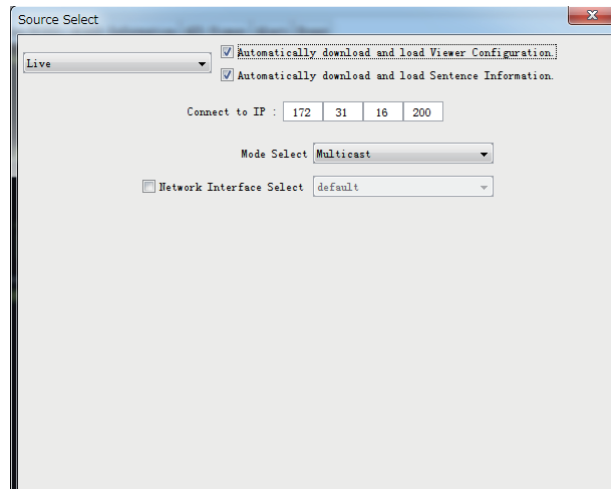 Source Select
Automatically download and load Viewer Configuration.
Live
Automatically download and load Sentence Information.
Connect to IP : 172 31 16 200
Mode Select Multicast
Network Interface Select default